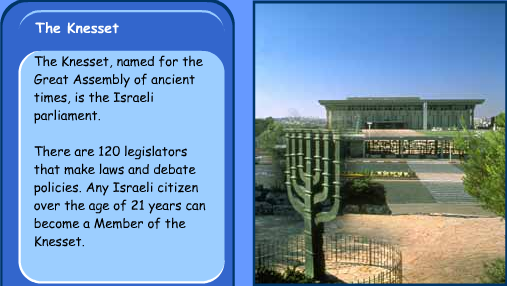 The Knesset
The Knesset, named for the
Great Assembly of ancient
times, is the Israeli
parliament.
There are 120 legislators
that make laws and debate
policies. Any Israeli citizen
over the age of 21 years can
become a Member of the
Knesset.